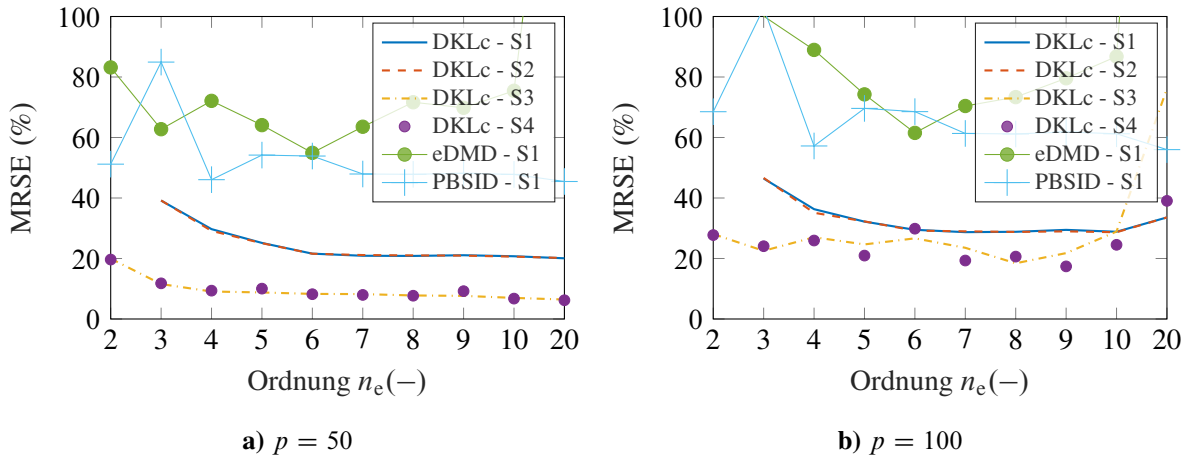 100
80
60
40
20
0
MRSE (%)
2 3 4 5 6 7 8 9 10 20
Ordnung nₑ(−)
DKLc - S1
DKLc - S2
DKLc - S3
DKLc - S4
eDMD - S1
PBSID - S1
a) p = 50
100
80
60
40
20
0
MRSE (%)
2 3 4 5 6 7 8 9 10 20
Ordnung nₑ(−)
DKLc - S1
DKLc - S2
DKLc - S3
DKLc - S4
eDMD - S1
PBSID - S1
b) p = 100